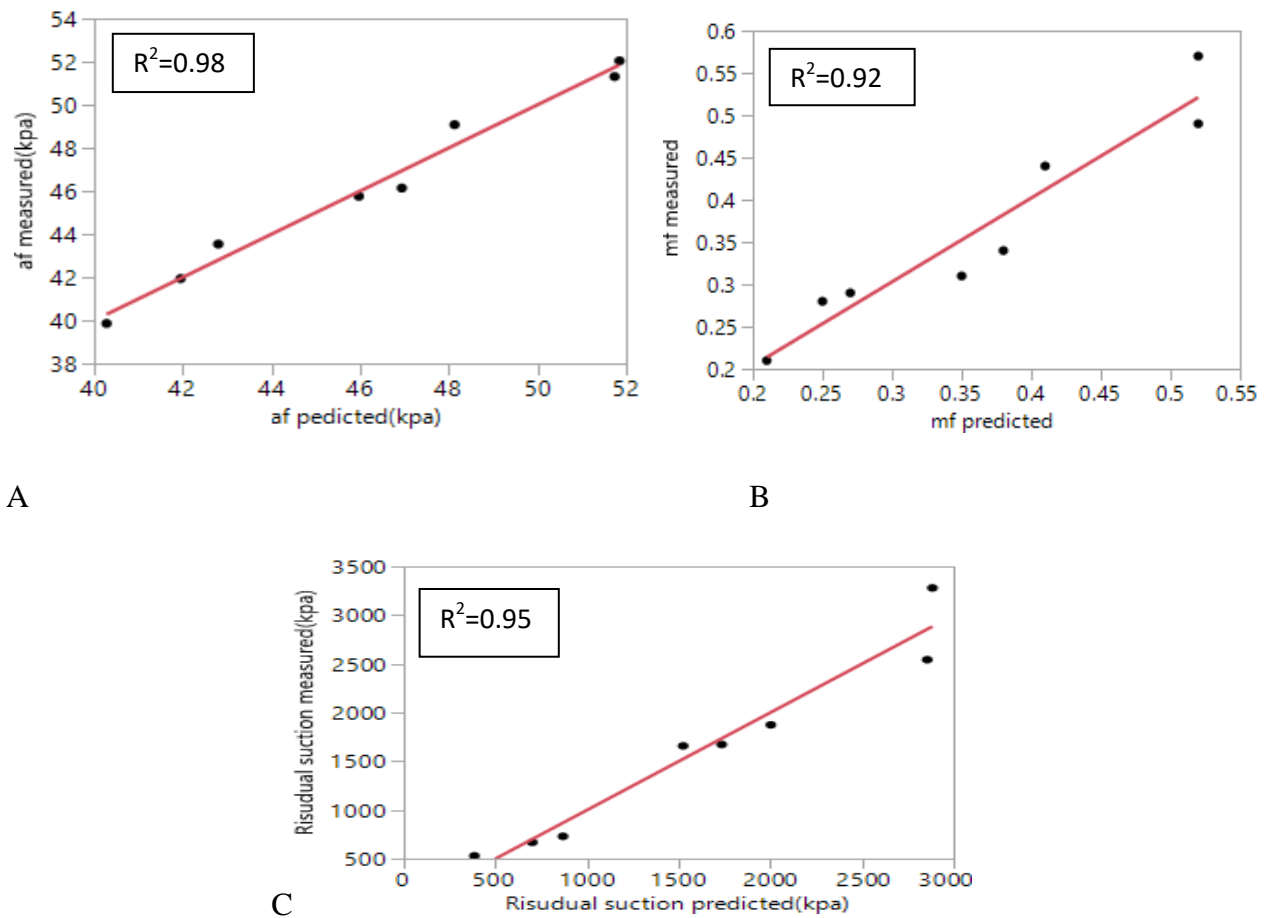 R²=0.98
af measured(kpa)
54
52
50
48
46
44
42
40
38
40 42 44 46 48 50 52
af pedicted(kpa)
A
R²=0.92
mf measured
0.6
0.55
0.5
0.45
0.4
0.35
0.3
0.25
0.2
0.2 0.25 0.3 0.35 0.4 0.45 0.5 0.55
mf predicted
B
R²=0.95
Risudual suction measured(kpa)
3500
3000
2500
2000
1500
1000
500
0 500 1000 1500 2000 2500 3000
Risudual suction predicted(kpa)
C